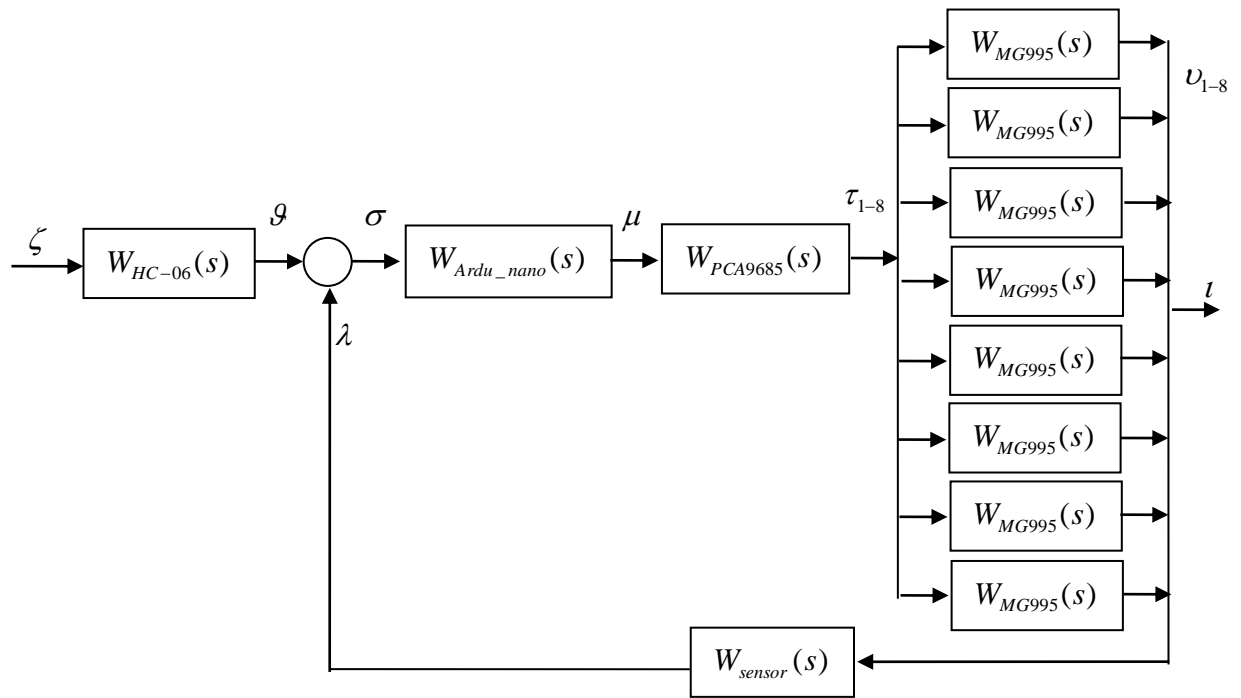 W_{MG995}(s)
υ_{1–8}
W_{MG995}(s)
W_{MG995}(s)
τ_{1–8}
ζ
W_{HC–06}(s)
ϑ
σ
W_{Ardu_nano}(s)
μ
W_{PCA9685}(s)
W_{MG995}(s)
ι
λ
W_{MG995}(s)
W_{MG995}(s)
W_{MG995}(s)
W_{MG995}(s)
W_{sensor}(s)